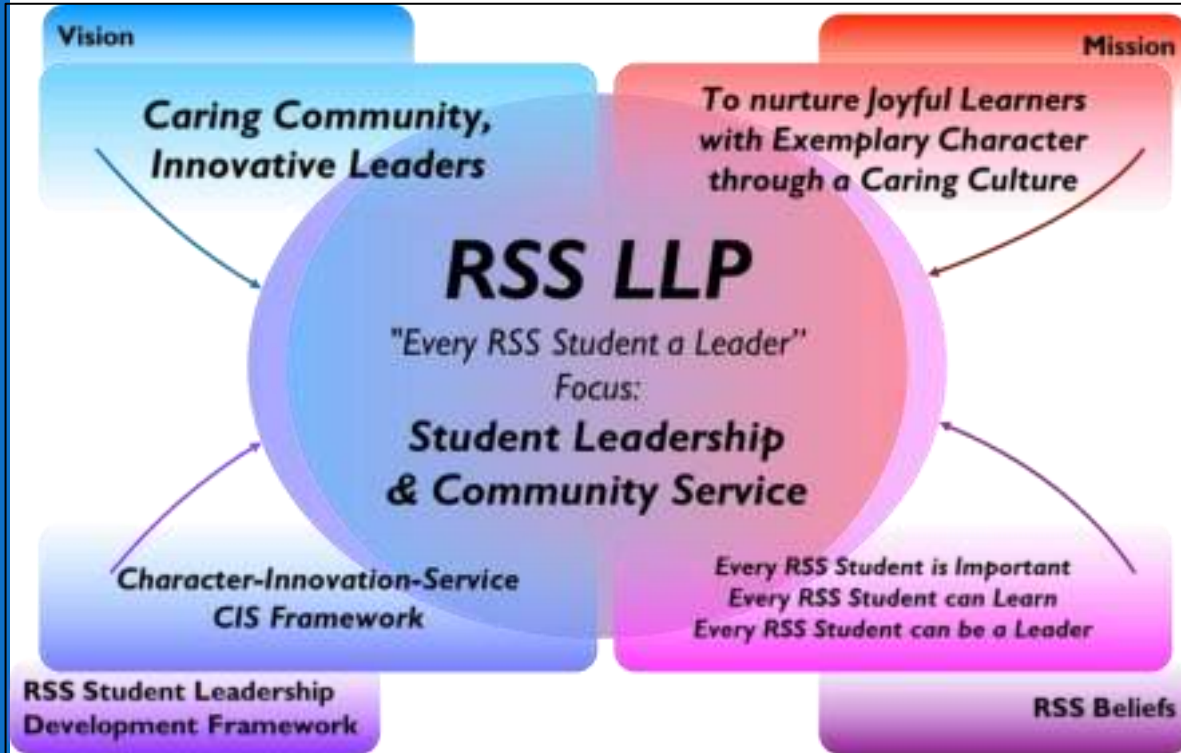 Vision
Caring Community,
Innovative Leaders
Mission
To nurture Joyful Learners
with Exemplary Character
through a Caring Culture
RSS LLP
"Every RSS Student a Leader”
Focus:
Student Leadership
& Community Service
Character-Innovation-Service
CIS Framework
RSS Student Leadership
Development Framework
Every RSS Student is Important
Every RSS Student can Learn
Every RSS Student can be a Leader
RSS Beliefs